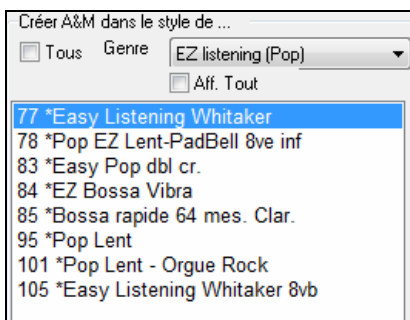 Créer A&M dans le style de ...
Tous Genre EZ listening (Pop)
Aff. Tout
77 *Easy Listening Whitaker
78 *Pop EZ Lent-PadBell 8ve inf
83 *Easy Pop dbl cr.
84 *EZ Bossa Vibra
85 *Bossa rapide 64 mes. Clar.
95 *Pop Lent
101 *Pop Lent - Orgue Rock
105 *Easy Listening Whitaker 8vb